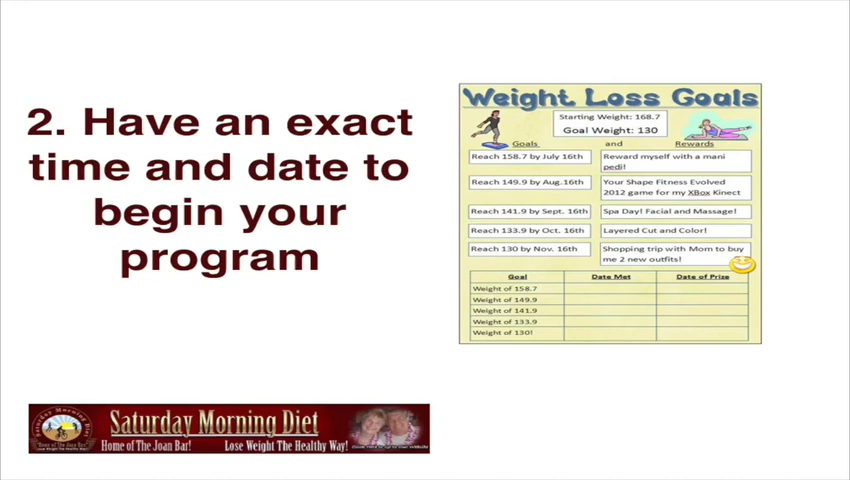 2. Have an exact
time and date to
begin your
program
Weight Loss Goals
Starting Weight: 168.7
Goal Weight: 130
Goals and Rewards
Reach 158.7 by July 16th
Reward myself with a mani
pedi!
Reach 149.9 by Aug.16th
Your Shape Fitness Evolved
2012 game for my XBox Kinect
Reach 141.9 by Sept. 16th
Spa Day! Facial and Massage!
Reach 133.9 by Oct. 16th
Layered Cut and Color!
Reach 130 by Nov. 16th
Shopping trip with Mom to buy
me 2 new outfits!
Goal Date Met Date of Prize
Weight of 158.7
Weight of 149.9
Weight of 141.9
Weight of 133.9
Weight of 130!
Saturday Morning Diet
Home of The Joan Bar! Lose Weight The Healthy Way!